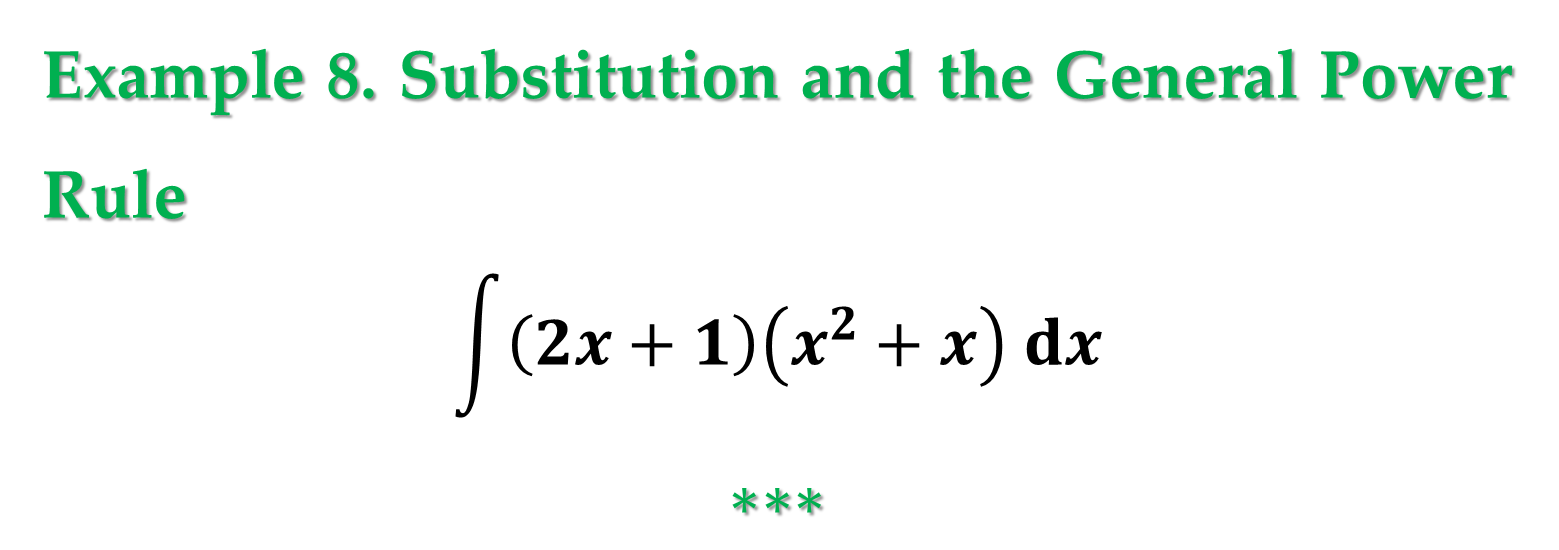 Example 8. Substitution and the General Power
Rule
∫(2x + 1)(x² + x) dx
***